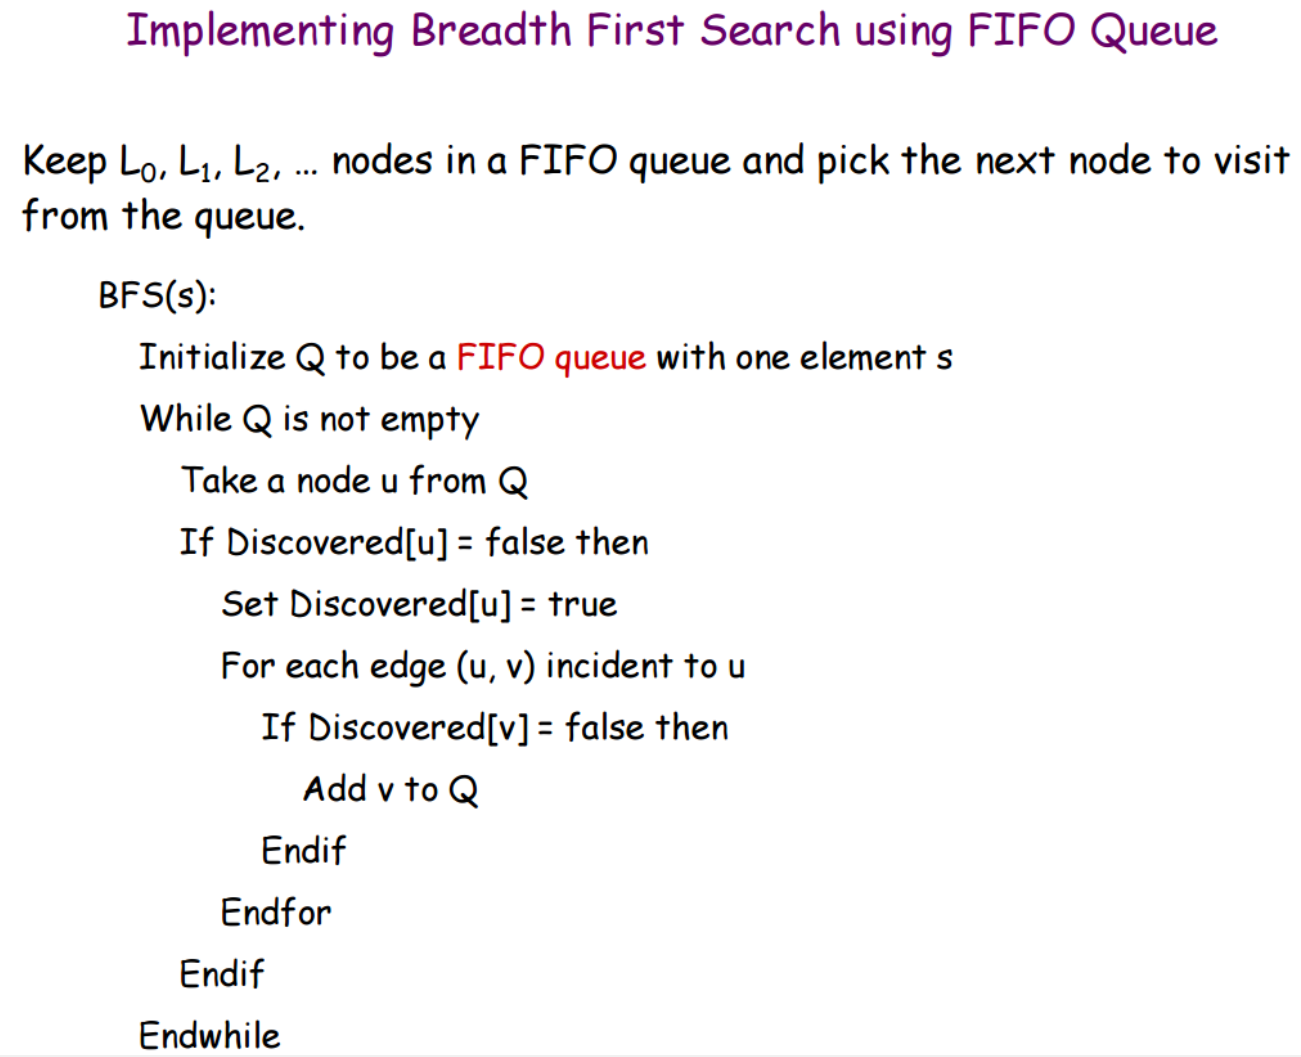 Implementing Breadth First Search using FIFO Queue
Keep L₀, L₁, L₂, ... nodes in a FIFO queue and pick the next node to visit
from the queue.
BFS(s):
Initialize Q to be a FIFO queue with one element s
While Q is not empty
Take a node u from Q
If Discovered[u] = false then
Set Discovered[u] = true
For each edge (u, v) incident to u
If Discovered[v] = false then
Add v to Q
Endif
Endfor
Endif
Endwhile